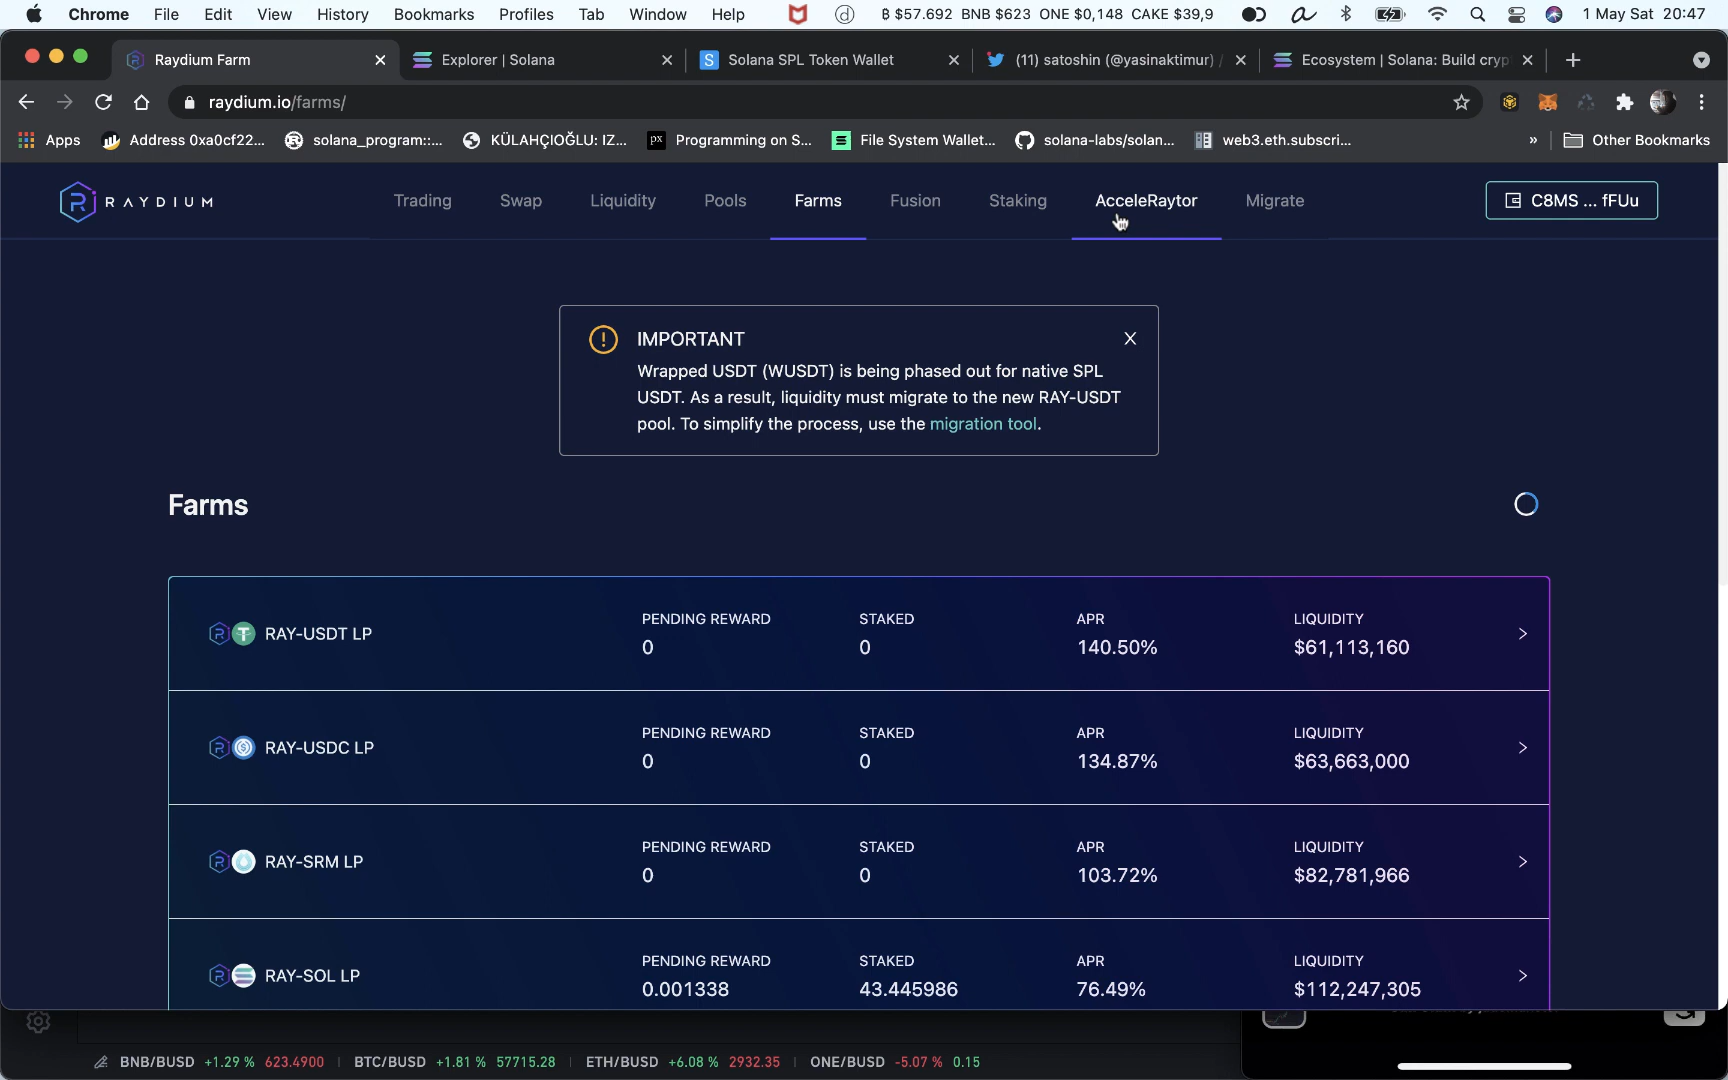 Chrome File Edit View History Bookmarks Profiles Tab Window Help ฿ $57.692 BNB $623 ONE $0,148 CAKE $39,9 1 May Sat 20:47
Raydium Farm Explorer | Solana Solana SPL Token Wallet (11) satoshin (@yasinaktimur) / Ecosystem | Solana: Build cryp
raydium.io/farms/
Apps Address 0xa0cf22... solana_program::... KÜLAHÇIOĞLU: IZ... Programming on S... File System Wallet... solana-labs/solan... web3.eth.subscri... » Other Bookmarks
RAYDIUM Trading Swap Liquidity Pools Farms Fusion Staking AcceleRaytor Migrate C8MS ... fFUu
IMPORTANT X
Wrapped USDT (WUSDT) is being phased out for native SPL
USDT. As a result, liquidity must migrate to the new RAY-USDT
pool. To simplify the process, use the migration tool.
Farms
PENDING REWARD STAKED APR LIQUIDITY
RAY-USDT LP
0 0 140.50% $61,113,160
PENDING REWARD STAKED APR LIQUIDITY
RAY-USDC LP
0 0 134.87% $63,663,000
PENDING REWARD STAKED APR LIQUIDITY
RAY-SRM LP
0 0 103.72% $82,781,966
PENDING REWARD STAKED APR LIQUIDITY
RAY-SOL LP
0.001338 43.445986 76.49% $112,247,305
BNB/BUSD +1.29 % 623.4900 BTC/BUSD +1.81 % 57715.28 ETH/BUSD +6.08 % 2932.35 ONE/BUSD -5.07 % 0.15